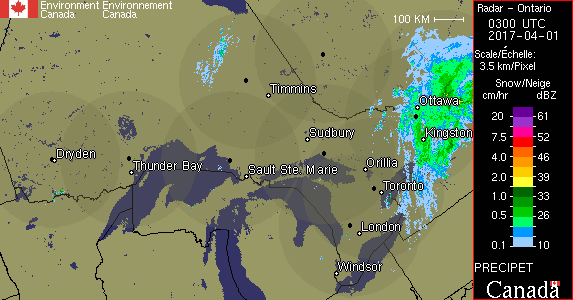 Environment Environnement
Canada Canada
100 KM
Timmins
Ottawa
Sudbury
Kingston
Dryden
Thunder Bay
Sault Ste. Marie
Orillia
Toronto
London
Windsor
Radar - Ontario
0300 UTC
2017-04-01
Scale/Échelle:
3.5 km/Pixel
Snow/Neige
cm/hr dBZ
20 61
7.5 52
4.0 46
2.0 39
1.0 33
0.5 26
0.1 10
PRECIPET
Canada